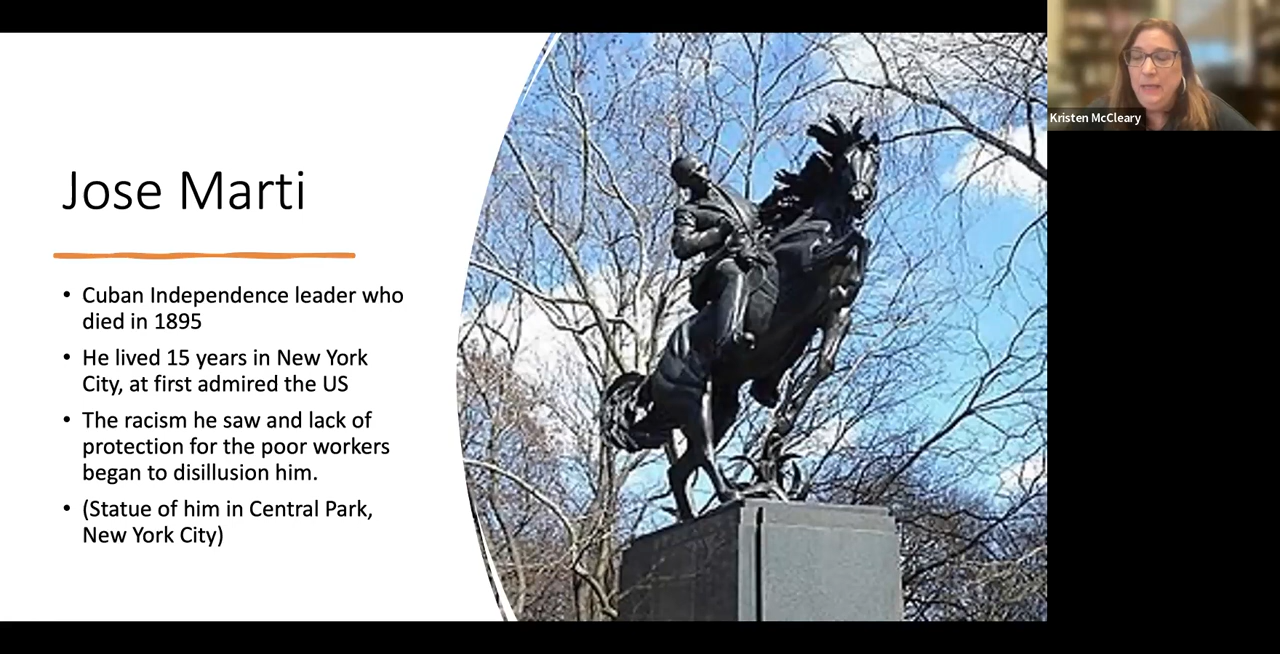 Jose Marti
• Cuban Independence leader who
died in 1895
• He lived 15 years in New York
City, at first admired the US
• The racism he saw and lack of
protection for the poor workers
began to disillusion him.
• (Statue of him in Central Park,
New York City)
Kristen McCleary